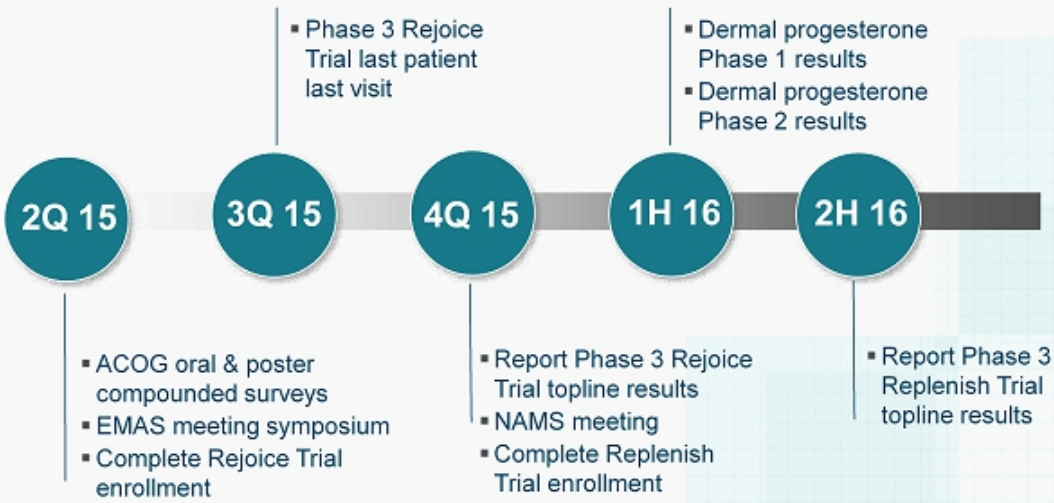 ▪ Phase 3 Rejoice
Trial last patient
last visit
▪ Dermal progesterone
Phase 1 results
▪ Dermal progesterone
Phase 2 results
2Q 15
3Q 15
4Q 15
1H 16
2H 16
▪ ACOG oral & poster
compounded surveys
▪ EMAS meeting symposium
▪ Complete Rejoice Trial
enrollment
▪ Report Phase 3 Rejoice
Trial topline results
▪ NAMS meeting
▪ Complete Replenish
Trial enrollment
▪ Report Phase 3
Replenish Trial
topline results